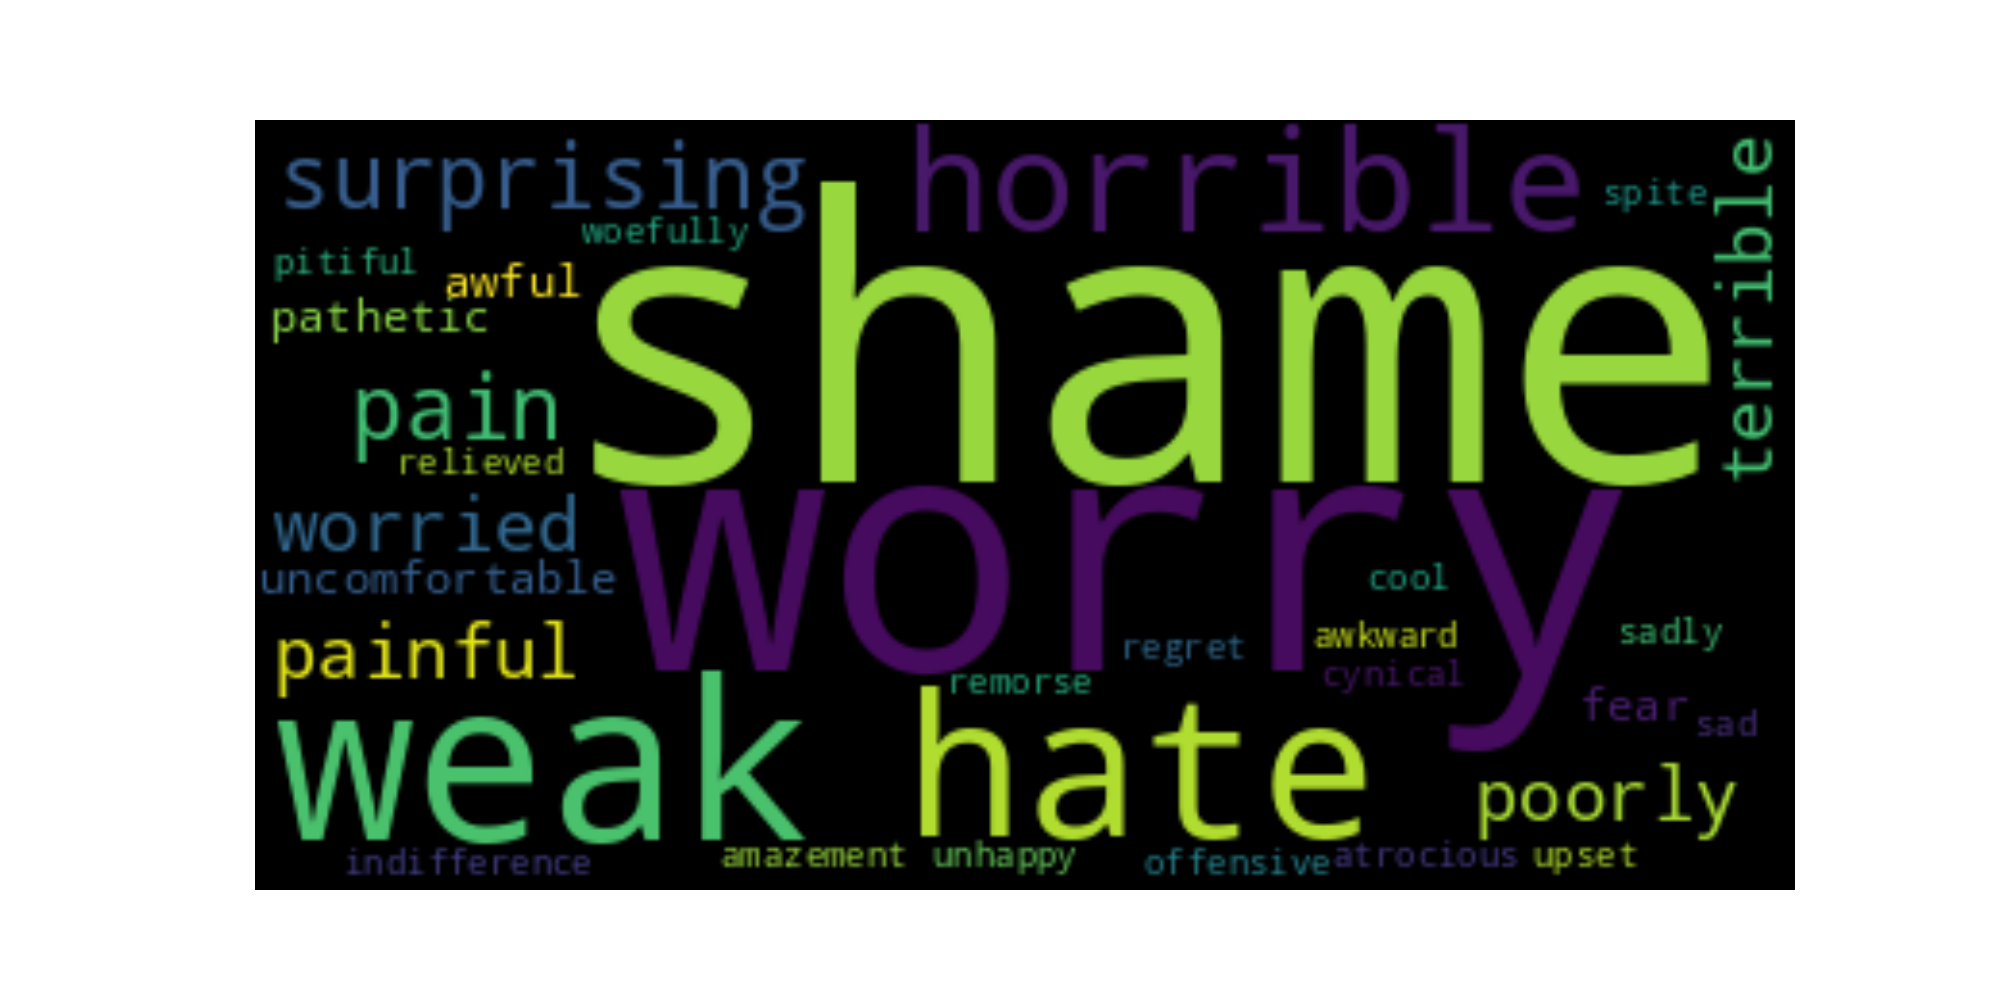 surprising
horrible
spite
terrible
woefully
pitiful
awful
pathetic
shame
pain
relieved
worried
worry
uncomfortable
cool
painful
regret
awkward
sadly
remorse
cynical
fear
sad
weak
hate
poorly
indifference
amazement
unhappy
offensive
atrocious
upset